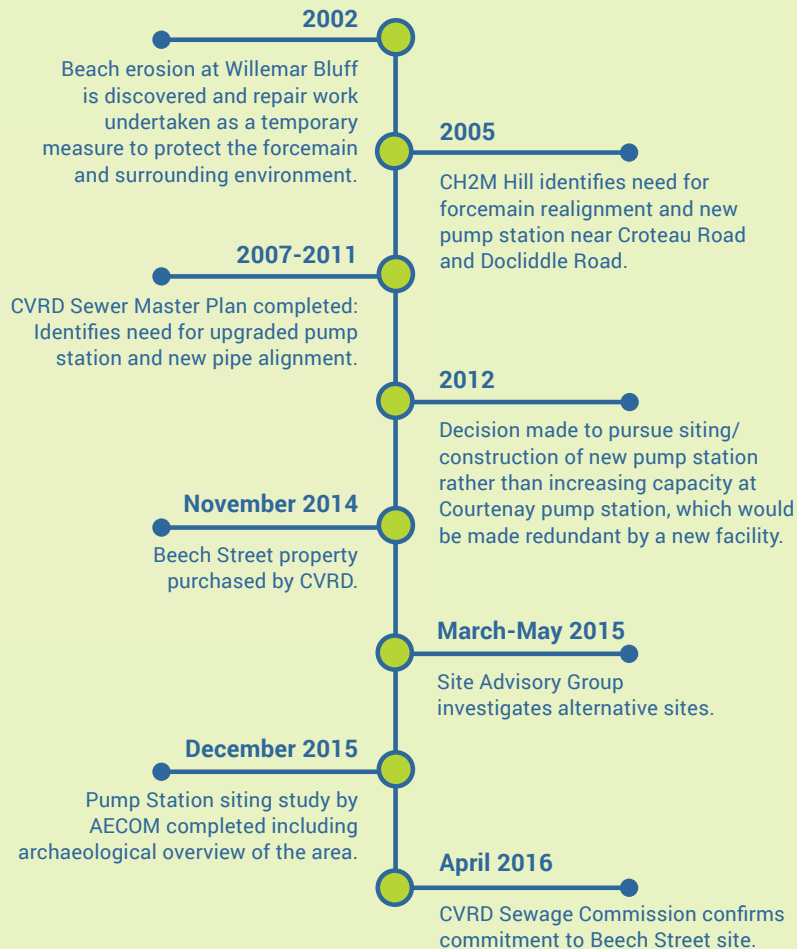 2002
Beach erosion at Willemar Bluff
is discovered and repair work
undertaken as a temporary
measure to protect the forcemain
and surrounding environment.
2005
CH2M Hill identifies need for
forcemain realignment and new
pump station near Croteau Road
and Docliddle Road.
2007-2011
CVRD Sewer Master Plan completed:
Identifies need for upgraded pump
station and new pipe alignment.
2012
Decision made to pursue siting/
construction of new pump station
rather than increasing capacity at
Courtenay pump station, which would
be made redundant by a new facility.
November 2014
Beech Street property
purchased by CVRD.
March-May 2015
Site Advisory Group
investigates alternative sites.
December 2015
Pump Station siting study by
AECOM completed including
archaeological overview of the area.
April 2016
CVRD Sewage Commission confirms
commitment to Beech Street site.